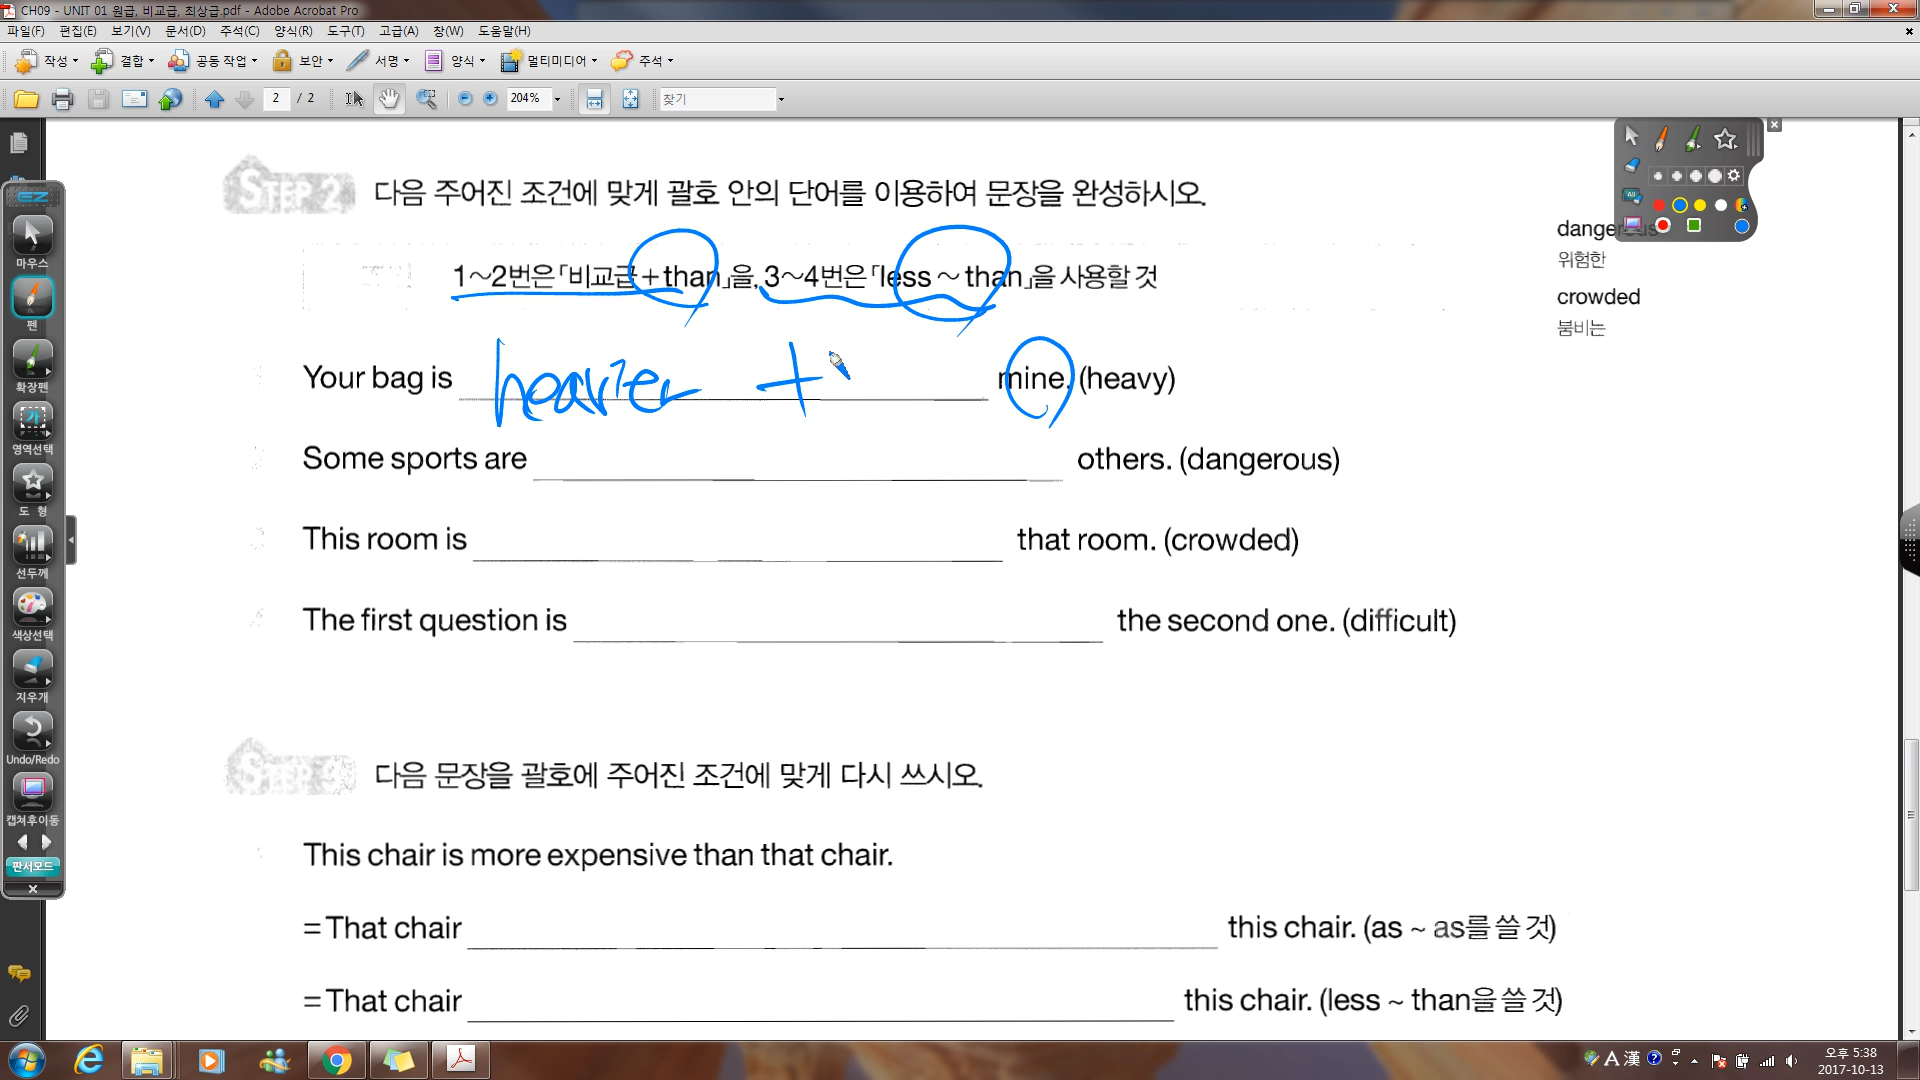 CH09 - UNIT 01 원급, 비교급, 최상급.pdf - Adobe Acrobat Pro
파일(F) 편집(E) 보기(V) 문서(D) 주석(C) 양식(R) 도구(T) 고급(A) 창(W) 도움말(H)
작성 결합 공동 작업 보안 서명 양식 멀티미디어 주석
2 / 2 204% 찾기
STEP 2 다음 주어진 조건에 맞게 괄호 안의 단어를 이용하여 문장을 완성하시오.
1~2번은 「비교급+than」을, 3~4번은 「less ~ than」을 사용할 것
dangerous
위험한
crowded
붐비는
Your bag is heavier + mine. (heavy)
Some sports are others. (dangerous)
This room is that room. (crowded)
The first question is the second one. (difficult)
STEP 3 다음 문장을 괄호에 주어진 조건에 맞게 다시 쓰시오.
This chair is more expensive than that chair.
= That chair this chair. (as ~ as를 쓸 것)
= That chair this chair. (less ~ than을 쓸 것)
EZ
마우스
펜
확장펜
가
영역선택
도 형
선두께
색상선택
지우개
Undo/Redo
캡쳐후이동
판서모드
All
A 漢
오후 5:38
2017-10-13